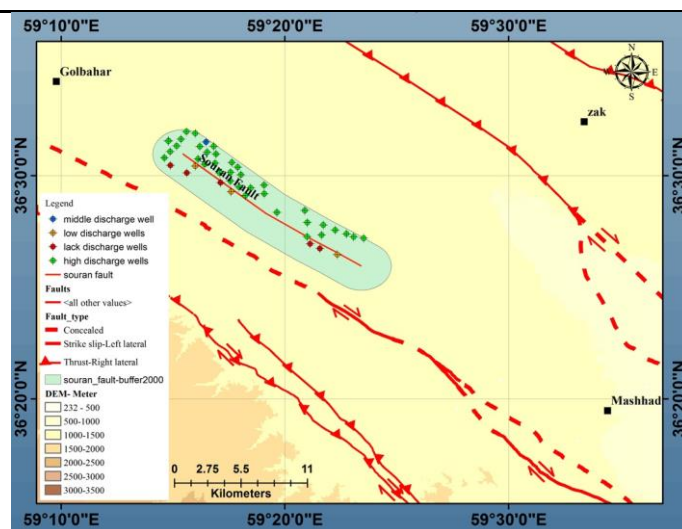 59°10'0"E 59°20'0"E 59°30'0"E
N
W E
S
Golbahar
zak
36°30'0"N 36°30'0"N
Souran Fault
Legend
middle discharge well
low discharge wells
lack discharge wells
high discharge wells
souran fault
Faults
<all other values>
Fault_type
Concealed
Strike slip-Left lateral
Thrust-Right lateral
souran_fault-buffer2000
DEM- Meter
232 - 500
500-1000
1000-1500
1500-2000
2000-2500
2500-3000
3000-3500
36°20'0"N 36°20'0"N
Mashhad
0 2.75 5.5 11
Kilometers
59°10'0"E 59°20'0"E 59°30'0"E